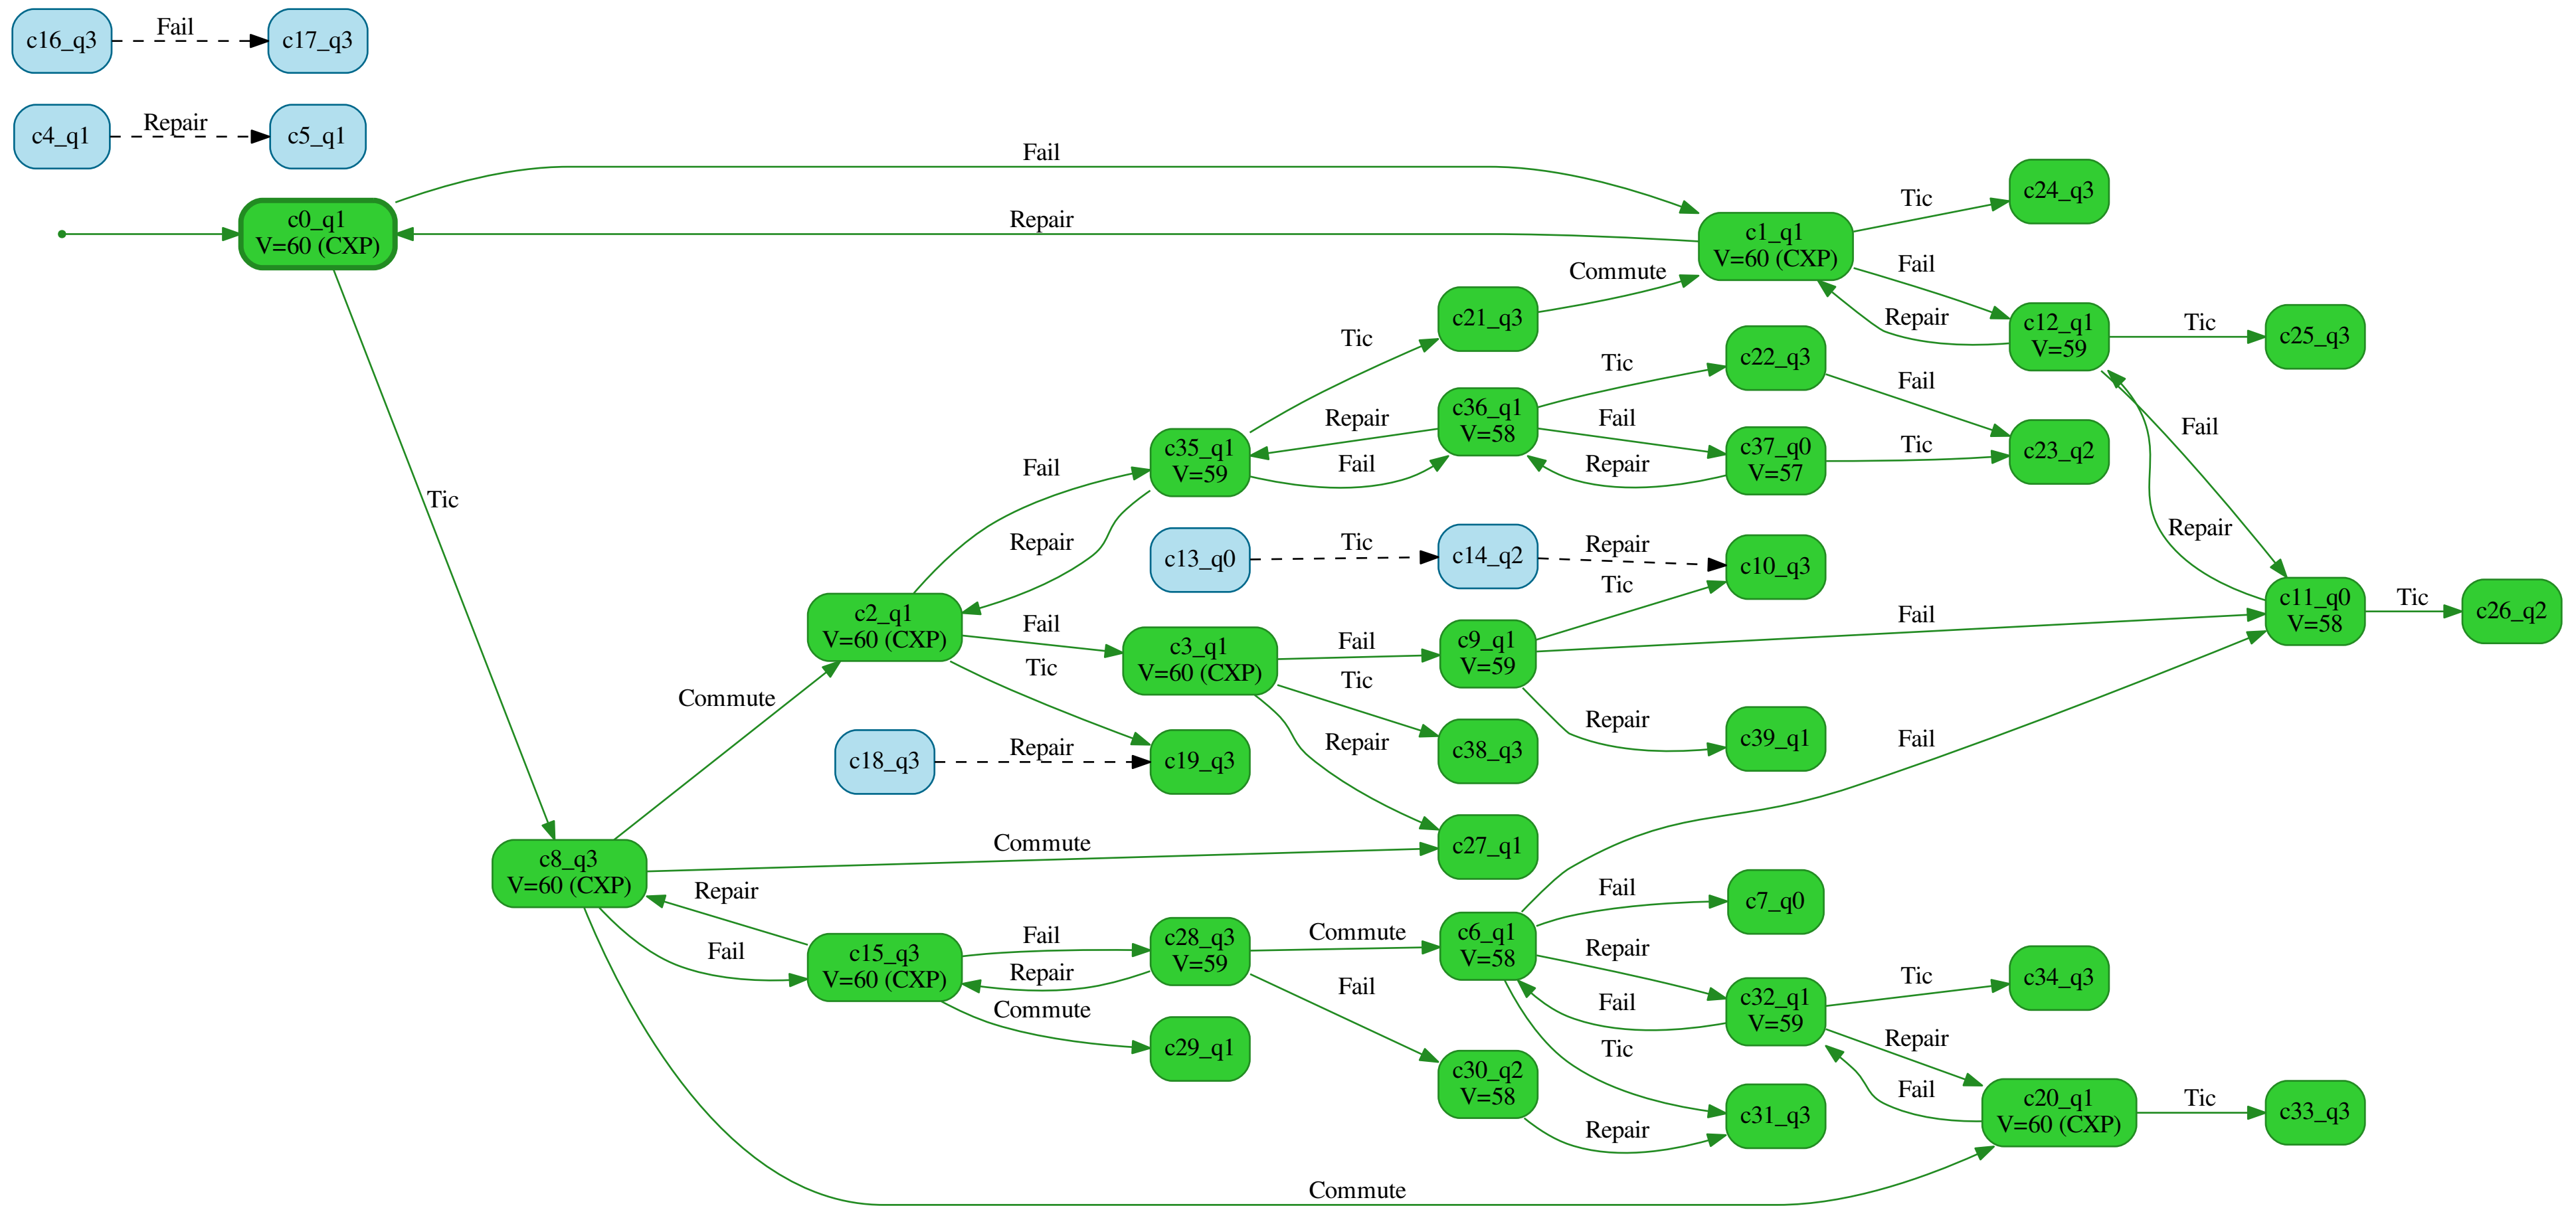 c16_q3
Fail
c17_q3
c4_q1
Repair
c5_q1
Fail
c0_q1
V=60 (CXP)
Repair
c1_q1
V=60 (CXP)
Tic
c24_q3
Fail
Repair
c12_q1
V=59
Tic
c25_q3
Commute
c21_q3
Tic
c22_q3
Tic
c36_q1
V=58
Repair
Fail
Fail
Repair
c37_q0
V=57
Fail
Tic
c23_q2
Fail
Repair
Tic
c35_q1
V=59
Fail
Repair
c13_q0
Tic
c14_q2
Repair
c10_q3
Tic
c2_q1
V=60 (CXP)
Fail
Tic
c3_q1
V=60 (CXP)
Fail
Tic
Repair
c9_q1
V=59
Fail
Repair
c11_q0
V=58
Tic
c26_q2
Commute
c18_q3
Repair
c19_q3
c38_q3
c39_q1
Fail
c8_q3
V=60 (CXP)
Commute
c27_q1
Repair
Fail
c15_q3
V=60 (CXP)
Fail
Repair
Commute
c28_q3
V=59
Commute
Fail
c29_q1
c6_q1
V=58
Fail
c7_q0
Repair
Fail
Tic
c32_q1
V=59
Tic
c34_q3
Repair
Fail
c30_q2
V=58
Repair
c31_q3
c20_q1
V=60 (CXP)
Tic
c33_q3
Commute